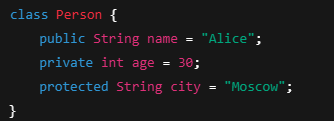 class Person {
    public String name = "Alice";
    private int age = 30;
    protected String city = "Moscow";
}